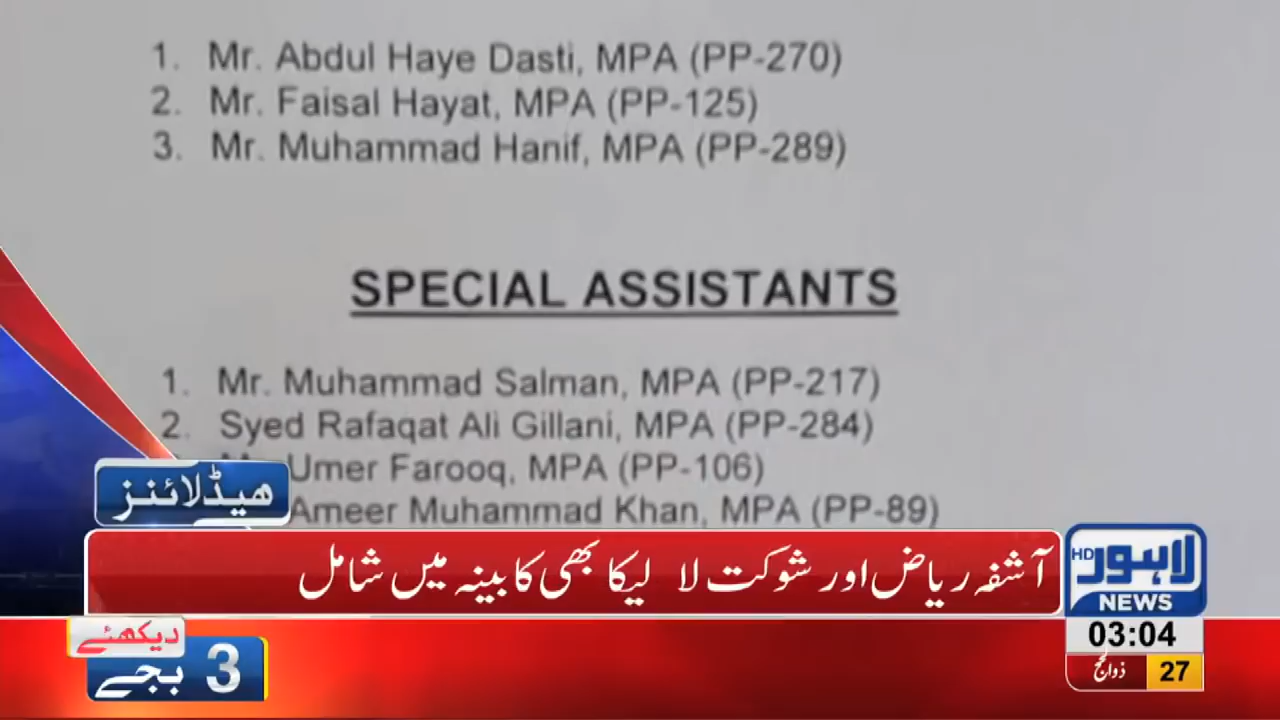 1. Mr. Abdul Haye Dasti, MPA (PP-270)
2. Mr. Faisal Hayat, MPA (PP-125)
3. Mr. Muhammad Hanif, MPA (PP-289)
SPECIAL ASSISTANTS
1. Mr. Muhammad Salman, MPA (PP-217)
2. Syed Rafaqat Ali Gillani, MPA (PP-284)
Umer Farooq, MPA (PP-106)
Ameer Muhammad Khan, MPA (PP-89)
ھیڈلائنز
آشفہ ریاض اور شوکت لا لیکا بھی کابینہ میں شامل
HD لاہور
NEWS
03:04
27 ذوالحج
دیکھئے
3 بجے